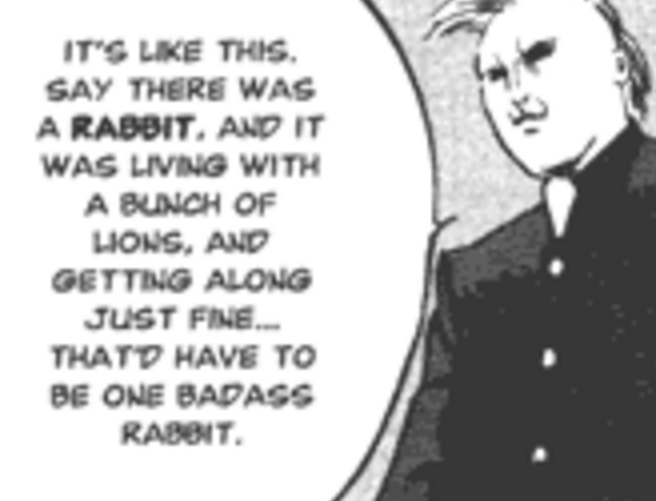 IT'S LIKE THIS.
SAY THERE WAS
A RABBIT, AND IT
WAS LIVING WITH
A BUNCH OF
LIONS, AND
GETTING ALONG
JUST FINE...
THAT'D HAVE TO
BE ONE BADASS
RABBIT.